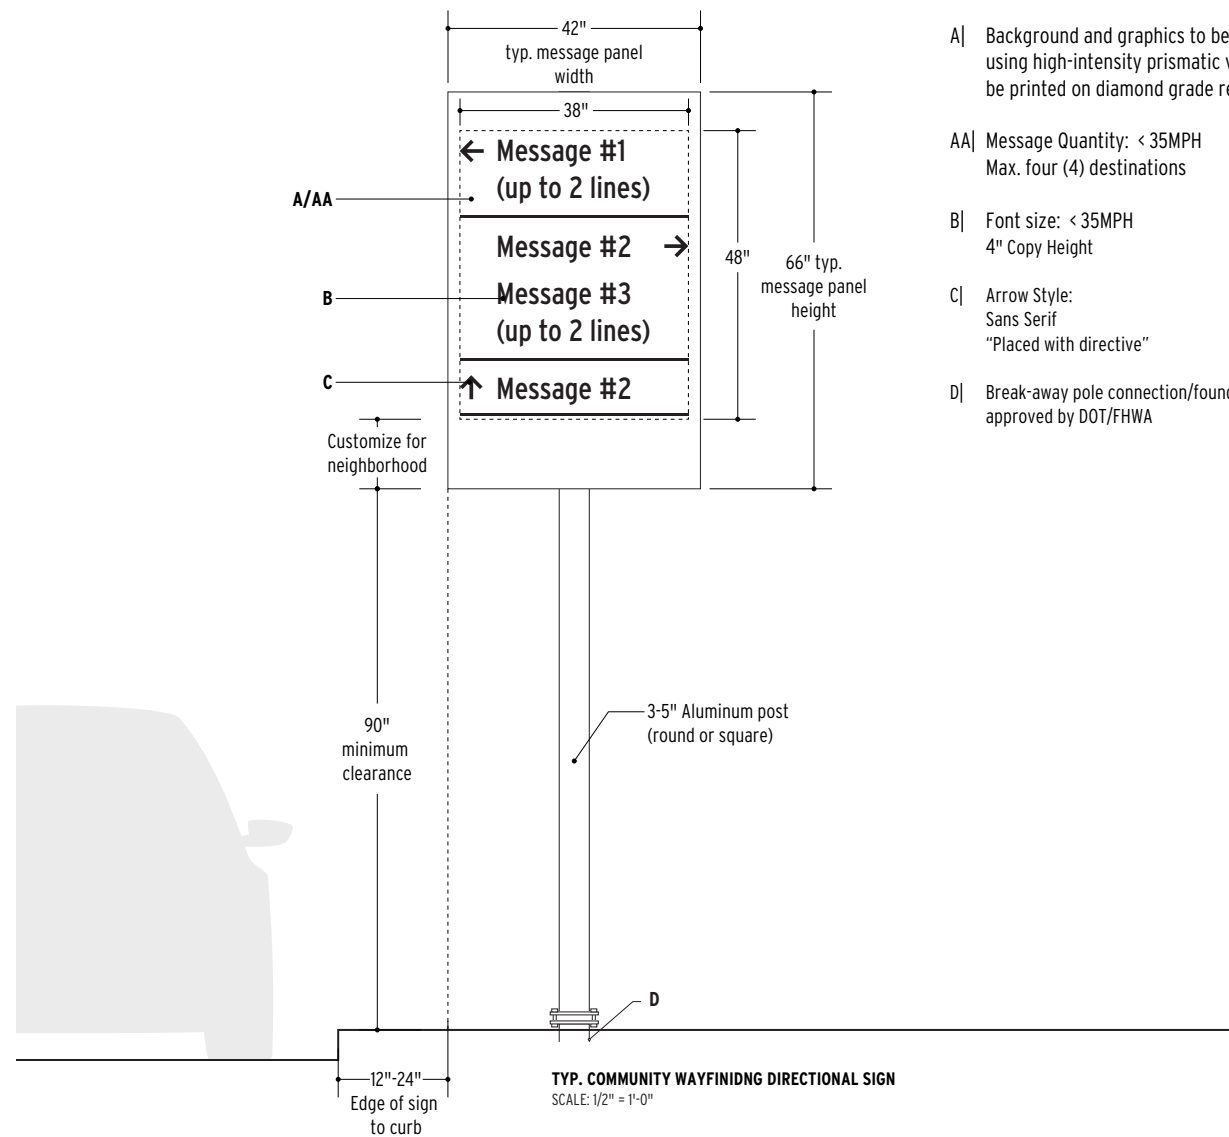 42"
typ. message panel
width
38"
← Message #1
(up to 2 lines)
A/AA
Message #2 →
B
Message #3
(up to 2 lines)
C
↑ Message #2
48"
66" typ.
message panel
height
Customize for
neighborhood
90"
minimum
clearance
3-5" Aluminum post
(round or square)
D
12"-24"
Edge of sign
to curb
TYP. COMMUNITY WAYFINIDNG DIRECTIONAL SIGN
SCALE: 1/2" = 1'-0"
A| Background and graphics to be
using high-intensity prismatic
be printed on diamond grade
AA| Message Quantity: < 35MPH
Max. four (4) destinations
B| Font size: < 35MPH
4" Copy Height
C| Arrow Style:
Sans Serif
“Placed with directive”
D| Break-away pole connection/
approved by DOT/FHWA